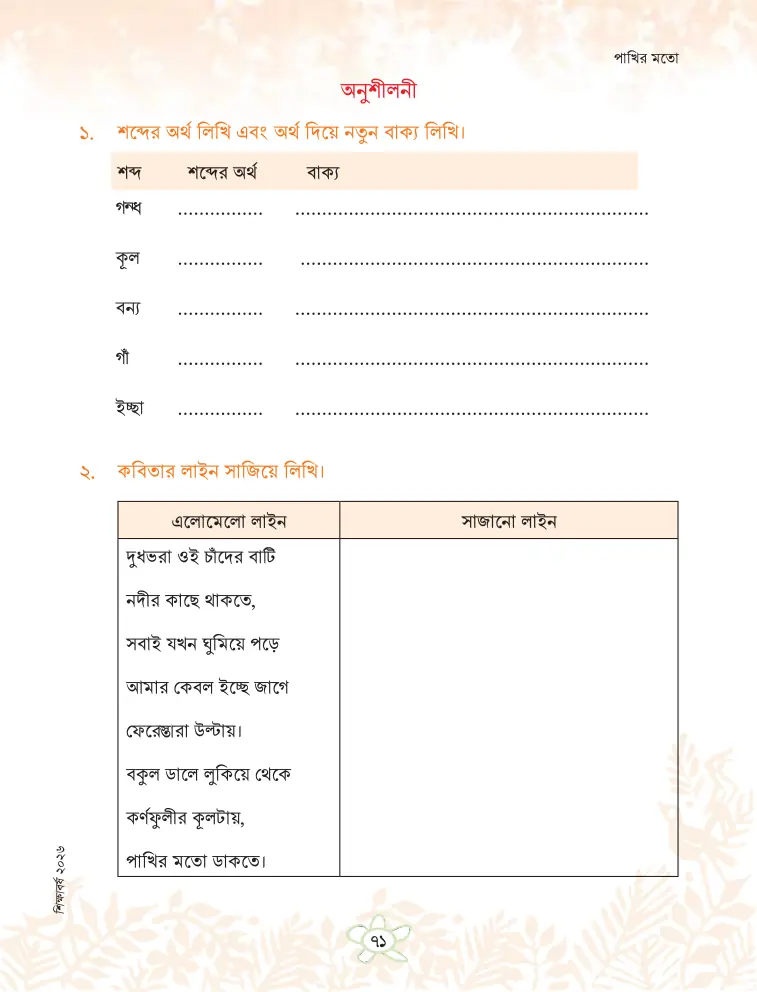 পাখির মতো
অনুশীলনী
১. শব্দের অর্থ লিখি এবং অর্থ দিয়ে নতুন বাক্য লিখি।
শব্দ শব্দের অর্থ বাক্য
গন্ধ ................ ...................................................................
কূল ................ ..................................................................
বন্য ................ ...................................................................
গাঁ ................ ...................................................................
ইচ্ছা ................ ...................................................................
২. কবিতার লাইন সাজিয়ে লিখি।
এলোমেলো লাইন সাজানো লাইন
দুধভরা ওই চাঁদের বাটি
নদীর কাছে থাকতে,
সবাই যখন ঘুমিয়ে পড়ে
আমার কেবল ইচ্ছে জাগে
ফেরেস্তারা উল্টায়।
বকুল ডালে লুকিয়ে থেকে
কর্ণফুলীর কূলটায়,
পাখির মতো ডাকতে।
শিক্ষাবর্ষ ২০২৬
৭১